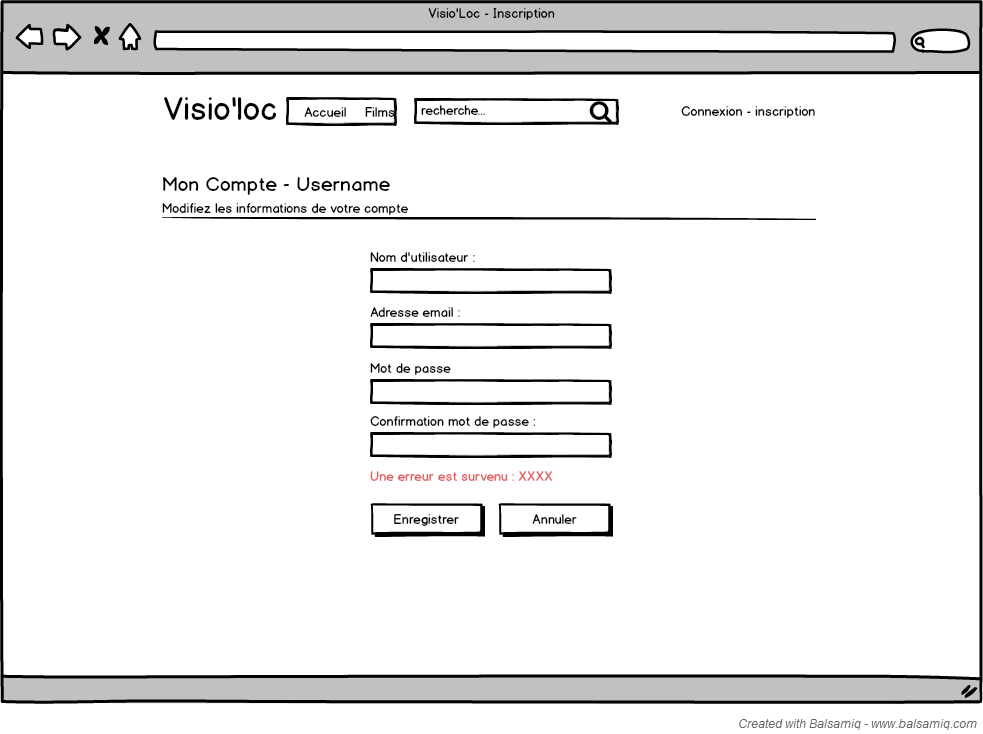 Visio'Loc - Inscription
Visio'loc Accueil Films recherche... Connexion - inscription
Mon Compte - Username
Modifiez les informations de votre compte
Nom d'utilisateur :
Adresse email :
Mot de passe
Confirmation mot de passe :
Une erreur est survenu : XXXX
Enregistrer Annuler
Created with Balsamiq - www.balsamiq.com